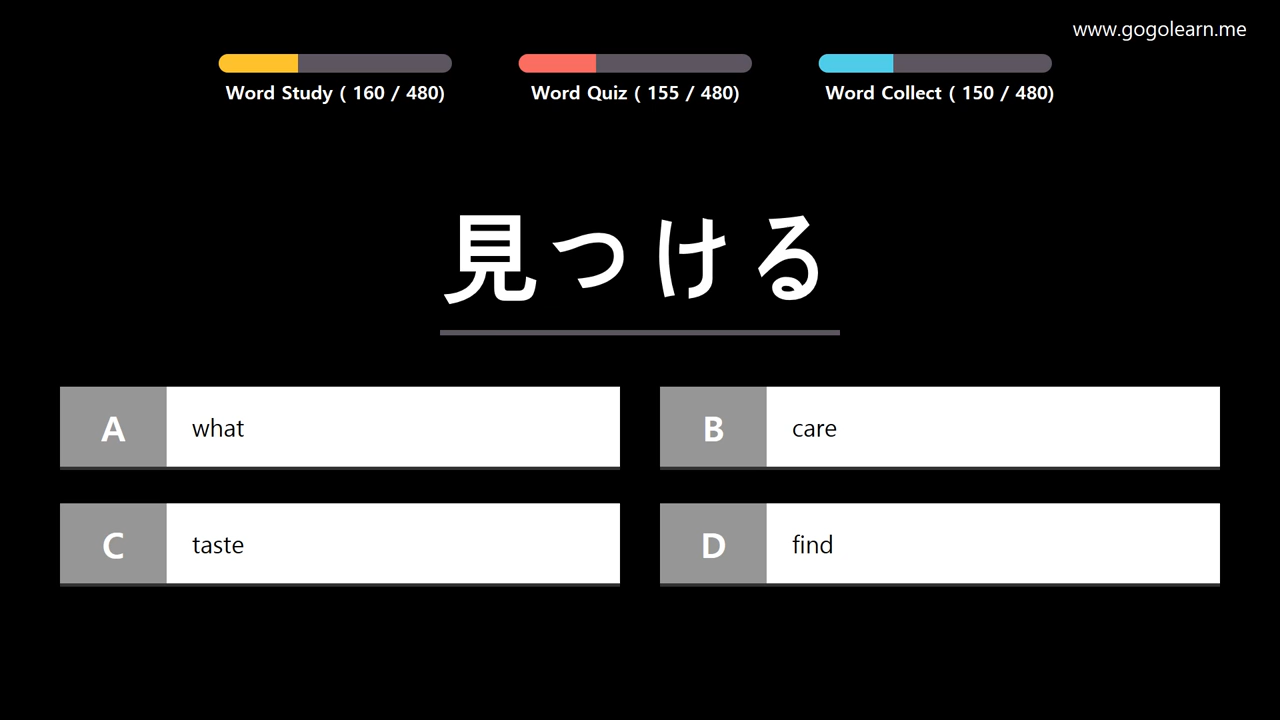 www.gogolearn.me
Word Study ( 160 / 480)
Word Quiz ( 155 / 480)
Word Collect ( 150 / 480)
見つける
A what
B care
C taste
D find